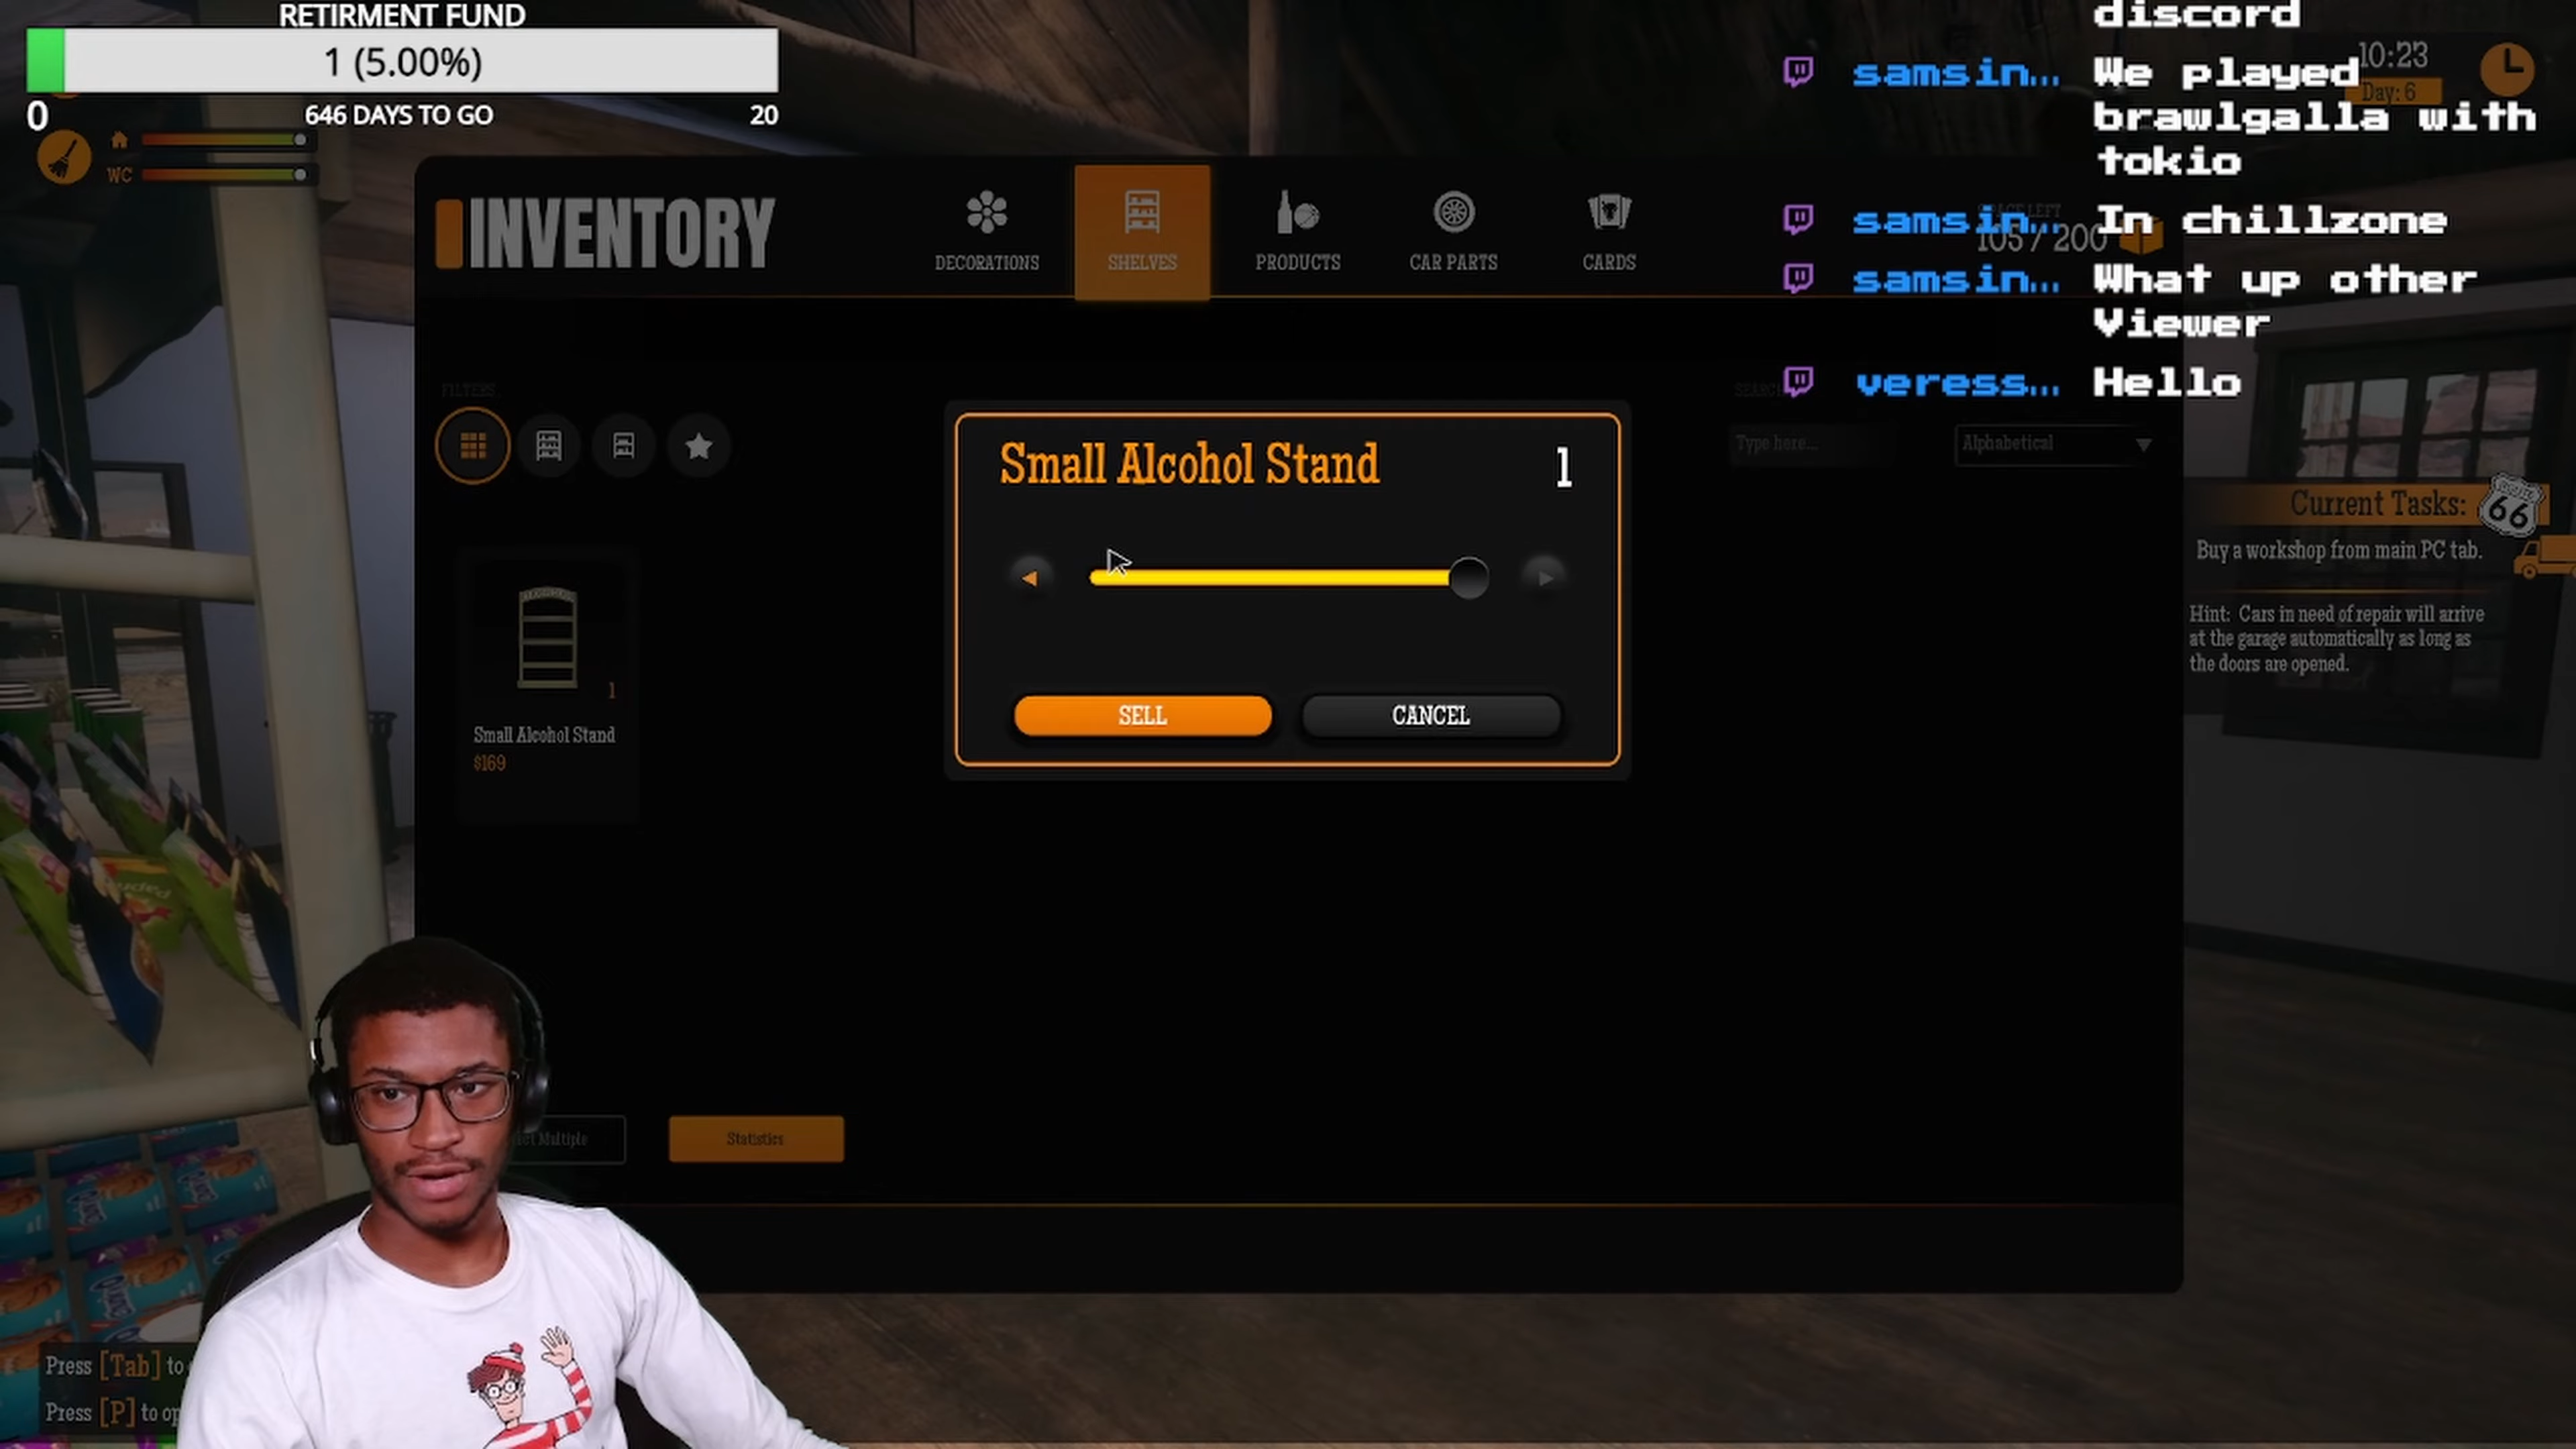 RETIRMENT FUND
1 (5.00%)
0
646 DAYS TO GO
20
WC
INVENTORY
DECORATIONS
SHELVES
PRODUCTS
CAR PARTS
CARDS
105 / 200
10:23
Day: 6
discord
samsin... We played
brawlgalla with
tokio
samsin... In chillzone
samsin... What up other
Viewer
veress... Hello
FILTERS
Type here...
Alphabetical
Small Alcohol Stand
1
SELL
CANCEL
ALCOHOL
1
Small Alcohol Stand
$169
Current Tasks:
66
Buy a workshop from main PC tab.
Hint: Cars in need of repair will arrive
at the garage automatically as long as
the doors are opened.
Multiple
Statistics
Press [Tab] to
Press [P] to